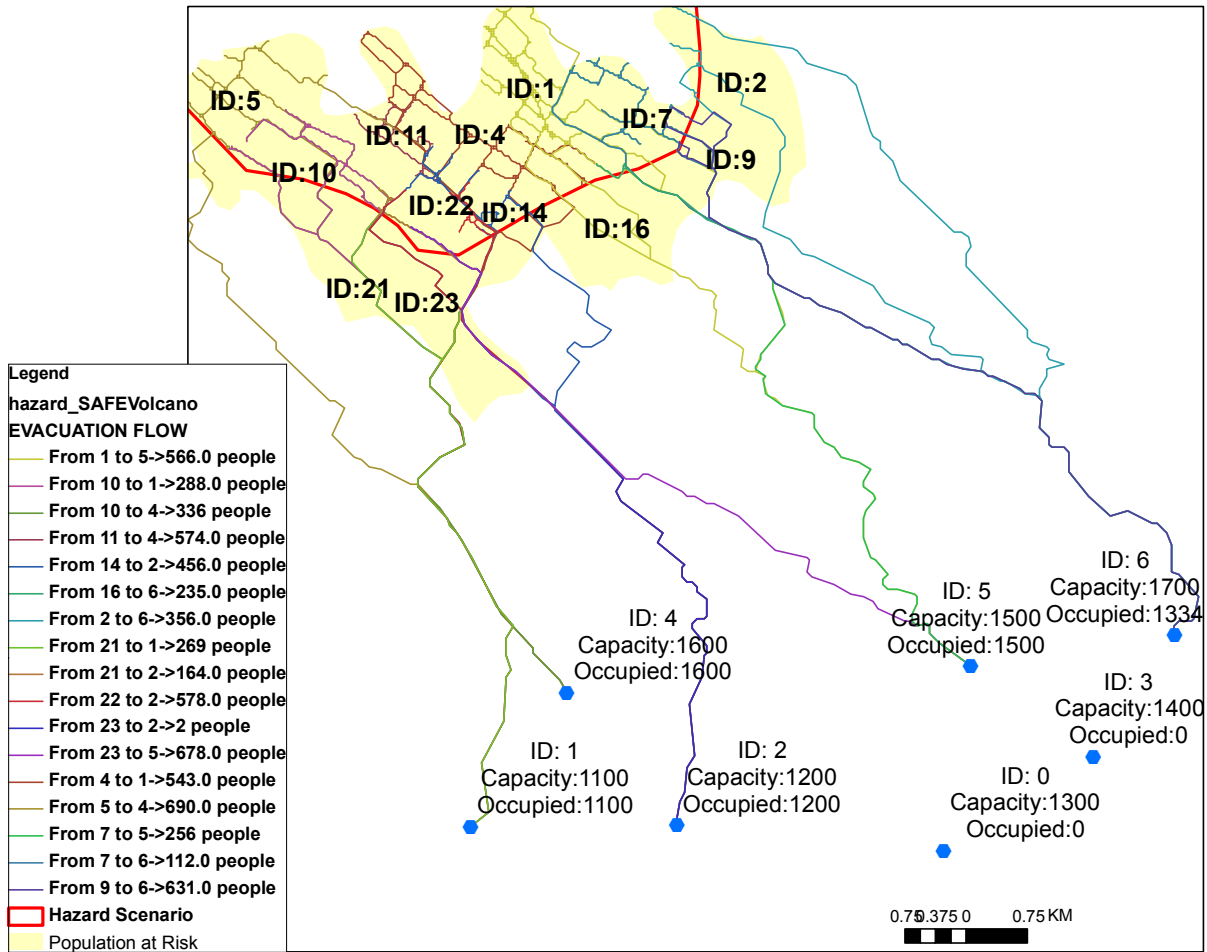 ID:1
ID:2
ID:5
ID:7
ID:11
ID:4
ID:9
ID:10
ID:22
ID:14
ID:16
ID:21
ID:23
Legend
hazard_SAFEVolcano
EVACUATION FLOW
From 1 to 5->566.0 people
From 10 to 1->288.0 people
From 10 to 4->336 people
From 11 to 4->574.0 people
From 14 to 2->456.0 people
From 16 to 6->235.0 people
From 2 to 6->356.0 people
From 21 to 1->269 people
From 21 to 2->164.0 people
From 22 to 2->578.0 people
From 23 to 2->2 people
From 23 to 5->678.0 people
From 4 to 1->543.0 people
From 5 to 4->690.0 people
From 7 to 5->256 people
From 7 to 6->112.0 people
From 9 to 6->631.0 people
Hazard Scenario
Population at Risk
ID: 6
Capacity:1700
Occupied:1334
ID: 5
Capacity:1500
Occupied:1500
ID: 4
Capacity:1600
Occupied:1600
ID: 3
Capacity:1400
Occupied:0
ID: 1
Capacity:1100
Occupied:1100
ID: 2
Capacity:1200
Occupied:1200
ID: 0
Capacity:1300
Occupied:0
0.75 0.375 0 0.75 KM